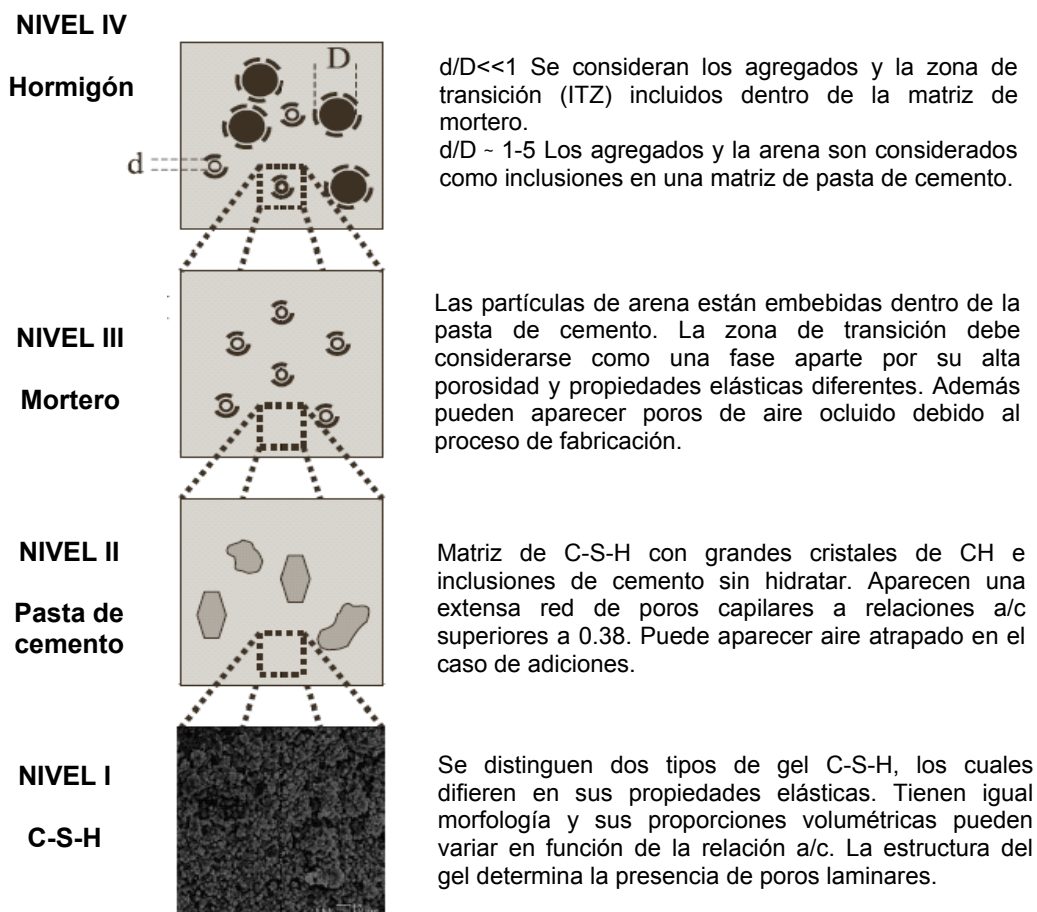 NIVEL IV
Hormigón
D
d
d/D<<1 Se consideran los agregados y la zona de
transición (ITZ) incluidos dentro de la matriz de
mortero.
d/D ~ 1-5 Los agregados y la arena son considerados
como inclusiones en una matriz de pasta de cemento.
NIVEL III
Mortero
Las partículas de arena están embebidas dentro de la
pasta de cemento. La zona de transición debe
considerarse como una fase aparte por su alta
porosidad y propiedades elásticas diferentes. Además
pueden aparecer poros de aire ocluido debido al
proceso de fabricación.
NIVEL II
Pasta de
cemento
Matriz de C-S-H con grandes cristales de CH e
inclusiones de cemento sin hidratar. Aparecen una
extensa red de poros capilares a relaciones a/c
superiores a 0.38. Puede aparecer aire atrapado en el
caso de adiciones.
NIVEL I
C-S-H
Se distinguen dos tipos de gel C-S-H, los cuales
difieren en sus propiedades elásticas. Tienen igual
morfología y sus proporciones volumétricas pueden
variar en función de la relación a/c. La estructura del
gel determina la presencia de poros laminares.